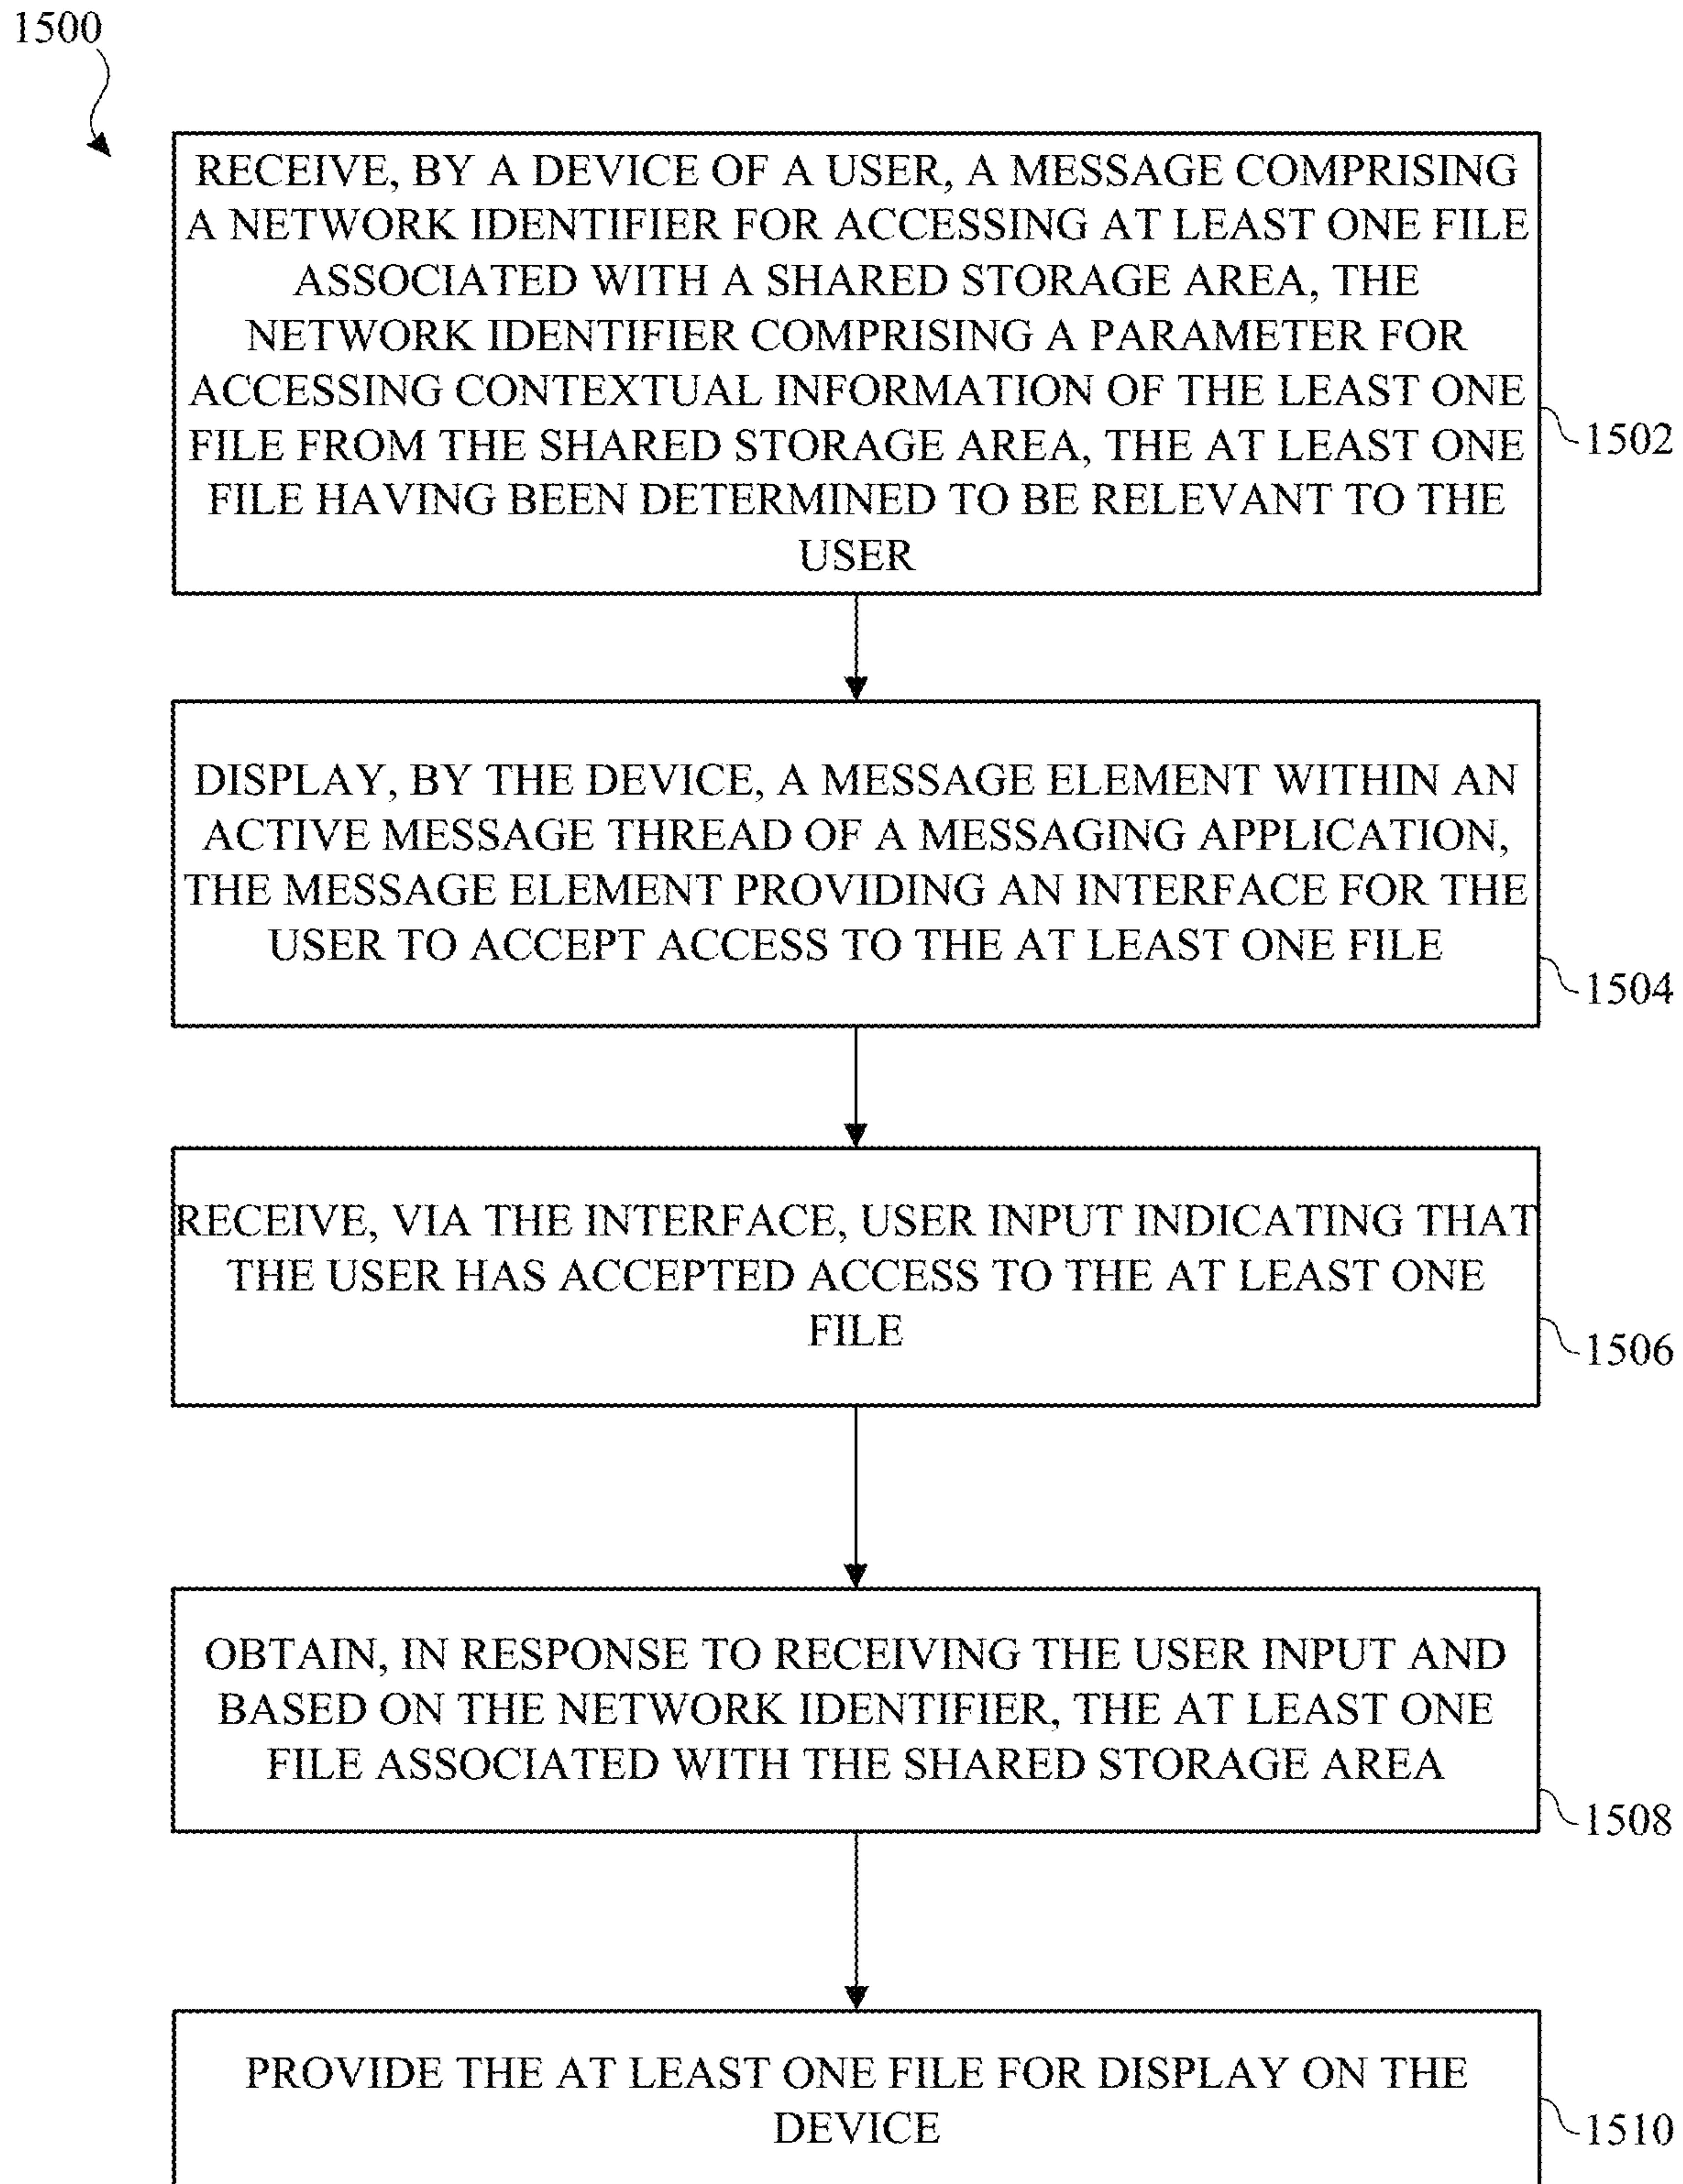 1500
RECEIVE, BY A DEVICE OF A USER, A MESSAGE COMPRISING
A NETWORK IDENTIFIER FOR ACCESSING AT LEAST ONE FILE
ASSOCIATED WITH A SHARED STORAGE AREA, THE
NETWORK IDENTIFIER COMPRISING A PARAMETER FOR
ACCESSING CONTEXTUAL INFORMATION OF THE LEAST ONE
FILE FROM THE SHARED STORAGE AREA, THE AT LEAST ONE
FILE HAVING BEEN DETERMINED TO BE RELEVANT TO THE
USER
1502
DISPLAY, BY THE DEVICE, A MESSAGE ELEMENT WITHIN AN
ACTIVE MESSAGE THREAD OF A MESSAGING APPLICATION,
THE MESSAGE ELEMENT PROVIDING AN INTERFACE FOR THE
USER TO ACCEPT ACCESS TO THE AT LEAST ONE FILE
1504
RECEIVE, VIA THE INTERFACE, USER INPUT INDICATING THAT
THE USER HAS ACCEPTED ACCESS TO THE AT LEAST ONE
FILE
1506
OBTAIN, IN RESPONSE TO RECEIVING THE USER INPUT AND
BASED ON THE NETWORK IDENTIFIER, THE AT LEAST ONE
FILE ASSOCIATED WITH THE SHARED STORAGE AREA
1508
PROVIDE THE AT LEAST ONE FILE FOR DISPLAY ON THE
DEVICE
1510